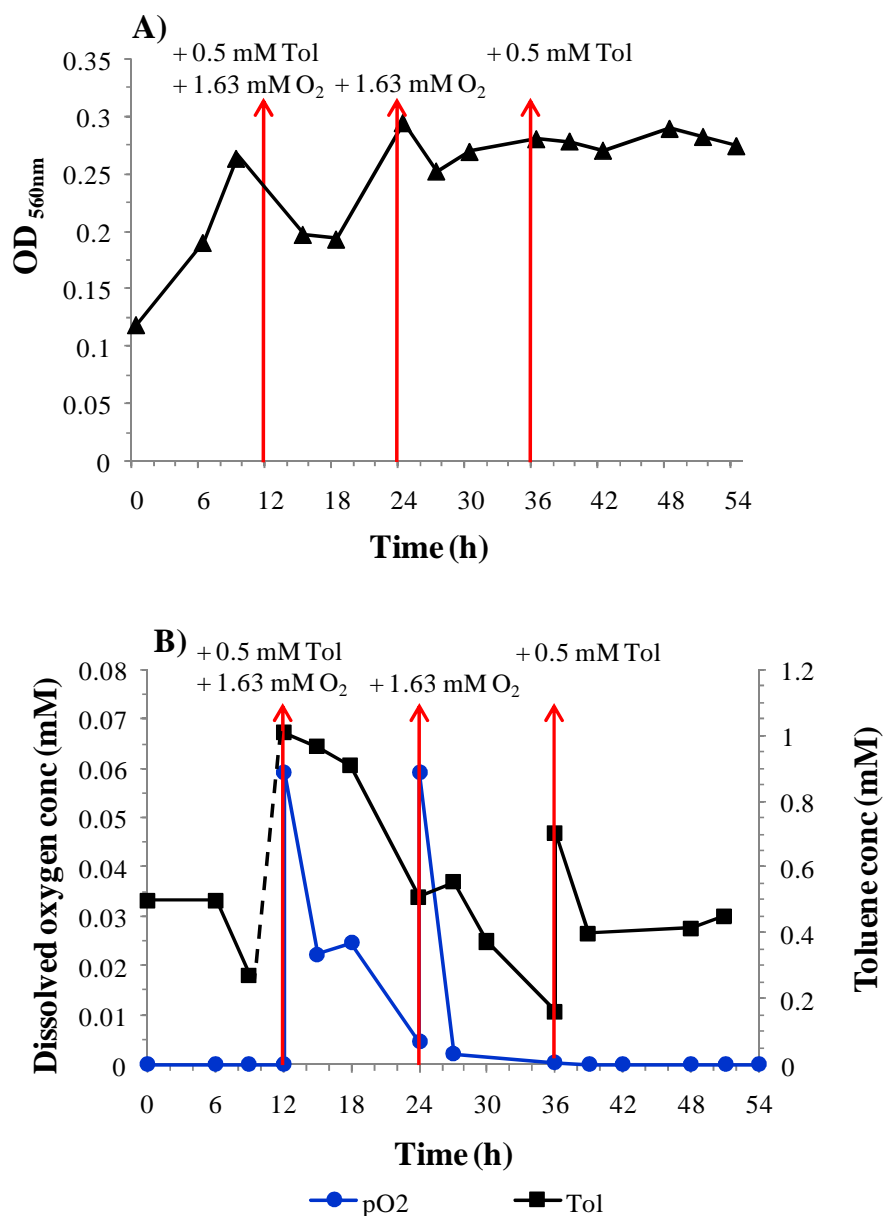 A)
+ 0.5 mM Tol
+ 1.63 mM O₂
+ 1.63 mM O₂
+ 0.5 mM Tol
0.35
0.3
0.25
0.2
0.15
0.1
0.05
0
OD 560nm
0 6 12 18 24 30 36 42 48 54
Time (h)
B)
+ 0.5 mM Tol
+ 1.63 mM O₂
+ 1.63 mM O₂
+ 0.5 mM Tol
0.08
0.07
0.06
0.05
0.04
0.03
0.02
0.01
0
Dissolved oxygen conc (mM)
1.2
1
0.8
0.6
0.4
0.2
0
Toluene conc (mM)
0 6 12 18 24 30 36 42 48 54
Time (h)
pO2 Tol